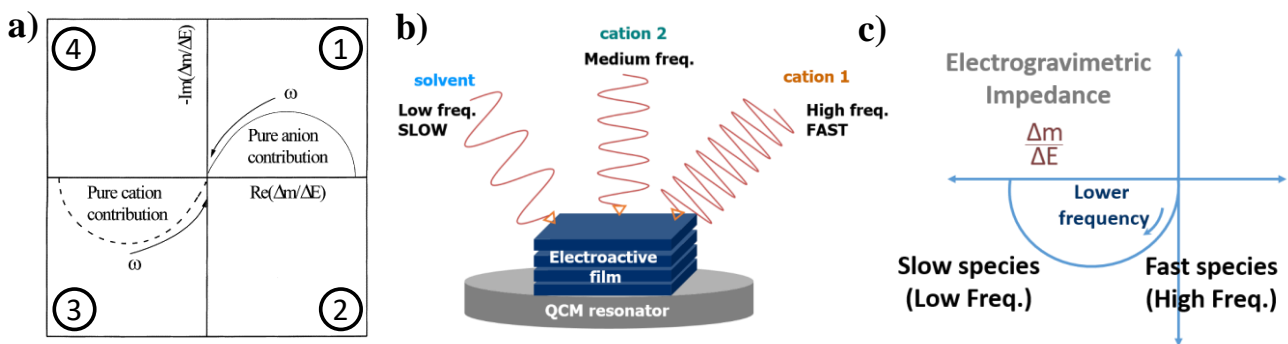 a)
4
1
-Im(Δm/ΔE)
ω
Pure anion
contribution
Pure cation
contribution
Re(Δm/ΔE)
ω
3
2
b)
cation 2
Medium freq.
solvent
Low freq.
SLOW
cation 1
High freq.
FAST
Electroactive
film
QCM resonator
c)
Electrogravimetric
Impedance
Δm
ΔE
Lower
frequency
Slow species
(Low Freq.)
Fast species
(High Freq.)